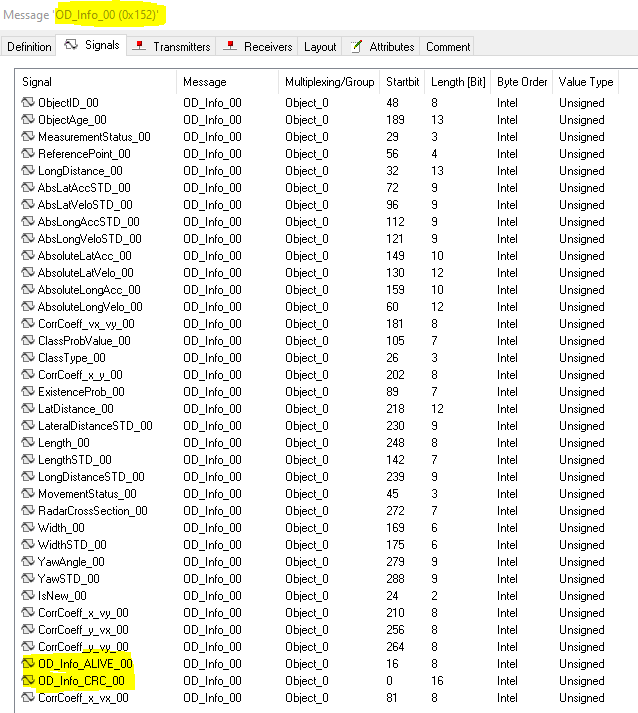 Message 'OD_Info_00 (0x152)'
Definition Signals Transmitters Receivers Layout Attributes Comment
Signal Message Multiplexing/Group Startbit Length [Bit] Byte Order Value Type
ObjectID_00 OD_Info_00 Object_0 48 8 Intel Unsigned
ObjectAge_00 OD_Info_00 Object_0 189 13 Intel Unsigned
MeasurementStatus_00 OD_Info_00 Object_0 29 3 Intel Unsigned
ReferencePoint_00 OD_Info_00 Object_0 56 4 Intel Unsigned
LongDistance_00 OD_Info_00 Object_0 32 13 Intel Unsigned
AbsLatAccSTD_00 OD_Info_00 Object_0 72 9 Intel Unsigned
AbsLatVeloSTD_00 OD_Info_00 Object_0 96 9 Intel Unsigned
AbsLongAccSTD_00 OD_Info_00 Object_0 112 9 Intel Unsigned
AbsLongVeloSTD_00 OD_Info_00 Object_0 121 9 Intel Unsigned
AbsoluteLatAcc_00 OD_Info_00 Object_0 149 10 Intel Unsigned
AbsoluteLatVelo_00 OD_Info_00 Object_0 130 12 Intel Unsigned
AbsoluteLongAcc_00 OD_Info_00 Object_0 159 10 Intel Unsigned
AbsoluteLongVelo_00 OD_Info_00 Object_0 60 12 Intel Unsigned
CorrCoeff_vx_vy_00 OD_Info_00 Object_0 181 8 Intel Unsigned
ClassProbValue_00 OD_Info_00 Object_0 105 7 Intel Unsigned
ClassType_00 OD_Info_00 Object_0 26 3 Intel Unsigned
CorrCoeff_x_y_00 OD_Info_00 Object_0 202 8 Intel Unsigned
ExistenceProb_00 OD_Info_00 Object_0 89 7 Intel Unsigned
LatDistance_00 OD_Info_00 Object_0 218 12 Intel Unsigned
LateralDistanceSTD_00 OD_Info_00 Object_0 230 9 Intel Unsigned
Length_00 OD_Info_00 Object_0 248 8 Intel Unsigned
LengthSTD_00 OD_Info_00 Object_0 142 7 Intel Unsigned
LongDistanceSTD_00 OD_Info_00 Object_0 239 9 Intel Unsigned
MovementStatus_00 OD_Info_00 Object_0 45 3 Intel Unsigned
RadarCrossSection_00 OD_Info_00 Object_0 272 7 Intel Unsigned
Width_00 OD_Info_00 Object_0 169 6 Intel Unsigned
WidthSTD_00 OD_Info_00 Object_0 175 6 Intel Unsigned
YawAngle_00 OD_Info_00 Object_0 279 9 Intel Unsigned
YawSTD_00 OD_Info_00 Object_0 288 9 Intel Unsigned
IsNew_00 OD_Info_00 Object_0 24 2 Intel Unsigned
CorrCoeff_x_vy_00 OD_Info_00 Object_0 210 8 Intel Unsigned
CorrCoeff_y_vx_00 OD_Info_00 Object_0 256 8 Intel Unsigned
CorrCoeff_y_vy_00 OD_Info_00 Object_0 264 8 Intel Unsigned
OD_Info_ALIVE_00 OD_Info_00 Object_0 16 8 Intel Unsigned
OD_Info_CRC_00 OD_Info_00 Object_0 0 16 Intel Unsigned
CorrCoeff_x_vx_00 OD_Info_00 Object_0 81 8 Intel Unsigned